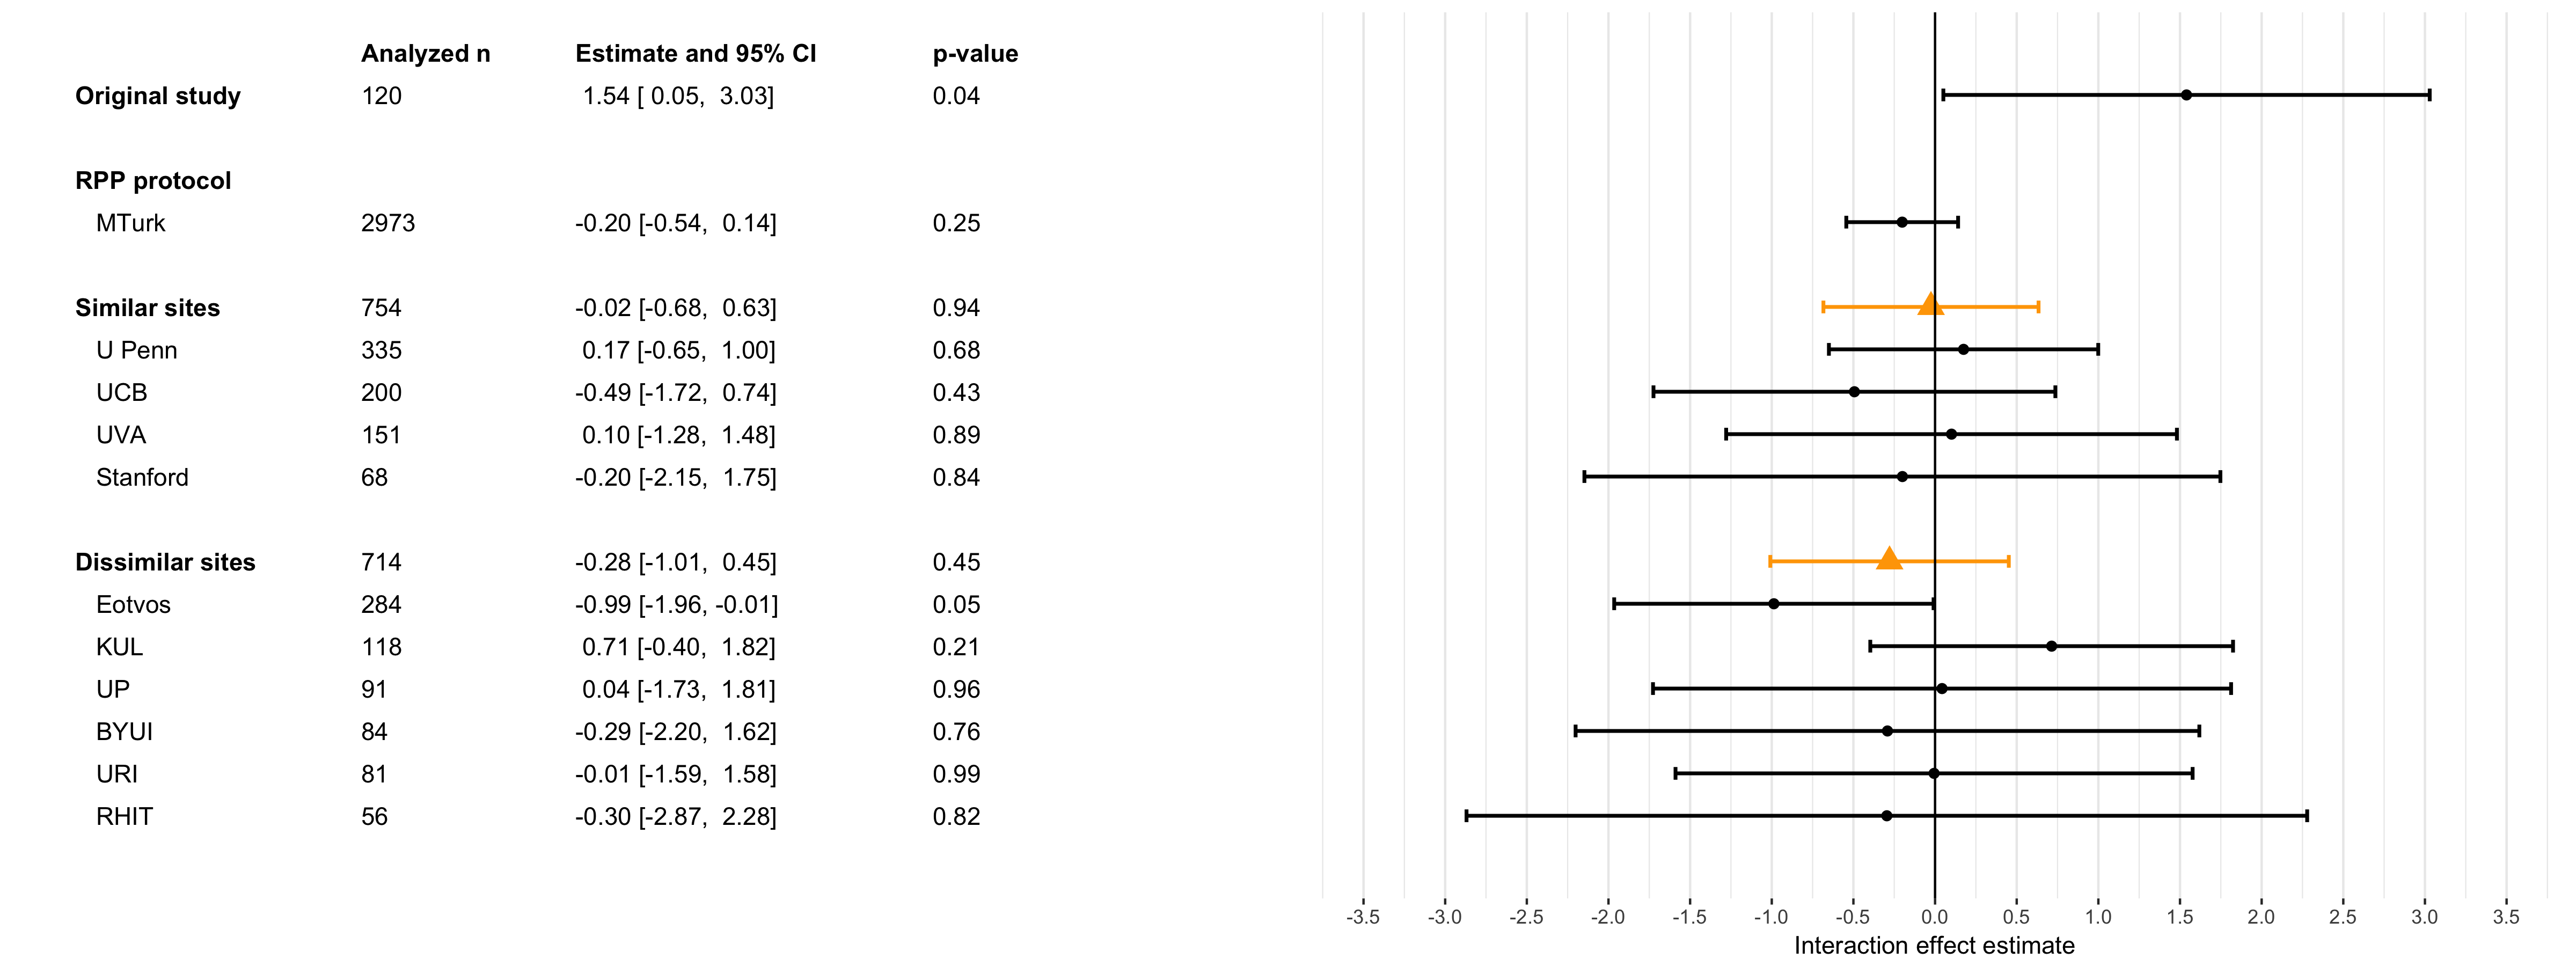 Analyzed n Estimate and 95% CI p-value
Original study 120 1.54 [ 0.05, 3.03] 0.04
RPP protocol
MTurk 2973 -0.20 [-0.54, 0.14] 0.25
Similar sites 754 -0.02 [-0.68, 0.63] 0.94
U Penn 335 0.17 [-0.65, 1.00] 0.68
UCB 200 -0.49 [-1.72, 0.74] 0.43
UVA 151 0.10 [-1.28, 1.48] 0.89
Stanford 68 -0.20 [-2.15, 1.75] 0.84
Dissimilar sites 714 -0.28 [-1.01, 0.45] 0.45
Eotvos 284 -0.99 [-1.96, -0.01] 0.05
KUL 118 0.71 [-0.40, 1.82] 0.21
UP 91 0.04 [-1.73, 1.81] 0.96
BYUI 84 -0.29 [-2.20, 1.62] 0.76
URI 81 -0.01 [-1.59, 1.58] 0.99
RHIT 56 -0.30 [-2.87, 2.28] 0.82
-3.5 -3.0 -2.5 -2.0 -1.5 -1.0 -0.5 0.0 0.5 1.0 1.5 2.0 2.5 3.0 3.5
Interaction effect estimate